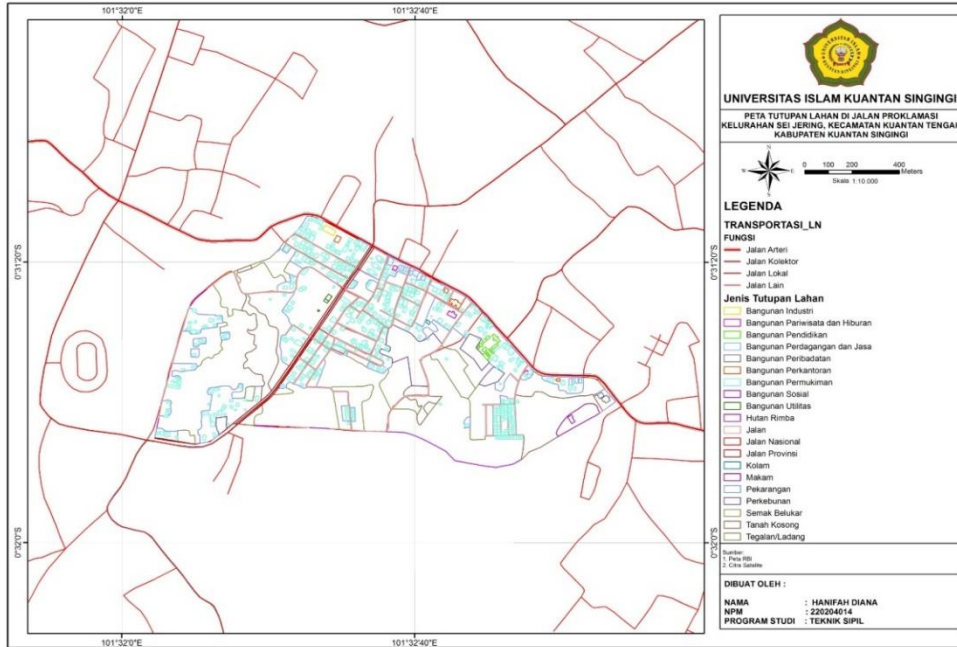 101°32'0"E
101°32'40"E
0°31'20"S
0°31'20"S
0°32'0"S
0°32'0"S
101°32'0"E
101°32'40"E
UNIVERSITAS ISLAM KUANTAN SINGINGI
PETA TUTUPAN LAHAN DI JALAN PROKLAMASI
KELURAHAN SEI JERING, KECAMATAN KUANTAN TENGAH
KABUPATEN KUANTAN SINGINGI
N
W E
S
0 100 200 400
Meters
Skala 1:10.000
LEGENDA
TRANSPORTASI_LN
FUNGSI
Jalan Arteri
Jalan Kolektor
Jalan Lokal
Jalan Lain
Jenis Tutupan Lahan
Bangunan Industri
Bangunan Pariwisata dan Hiburan
Bangunan Pendidikan
Bangunan Perdagangan dan Jasa
Bangunan Peribadatan
Bangunan Perkantoran
Bangunan Permukiman
Bangunan Sosial
Bangunan Utilitas
Hutan Rimba
Jalan
Jalan Nasional
Jalan Provinsi
Kolam
Makam
Pekarangan
Perkebunan
Semak Belukar
Tanah Kosong
Tegalan/Ladang
Sumber:
1. Peta RBI
2. Citra Satelite
DIBUAT OLEH :
NAMA : HANIFAH DIANA
NPM : 220204014
PROGRAM STUDI : TEKNIK SIPIL